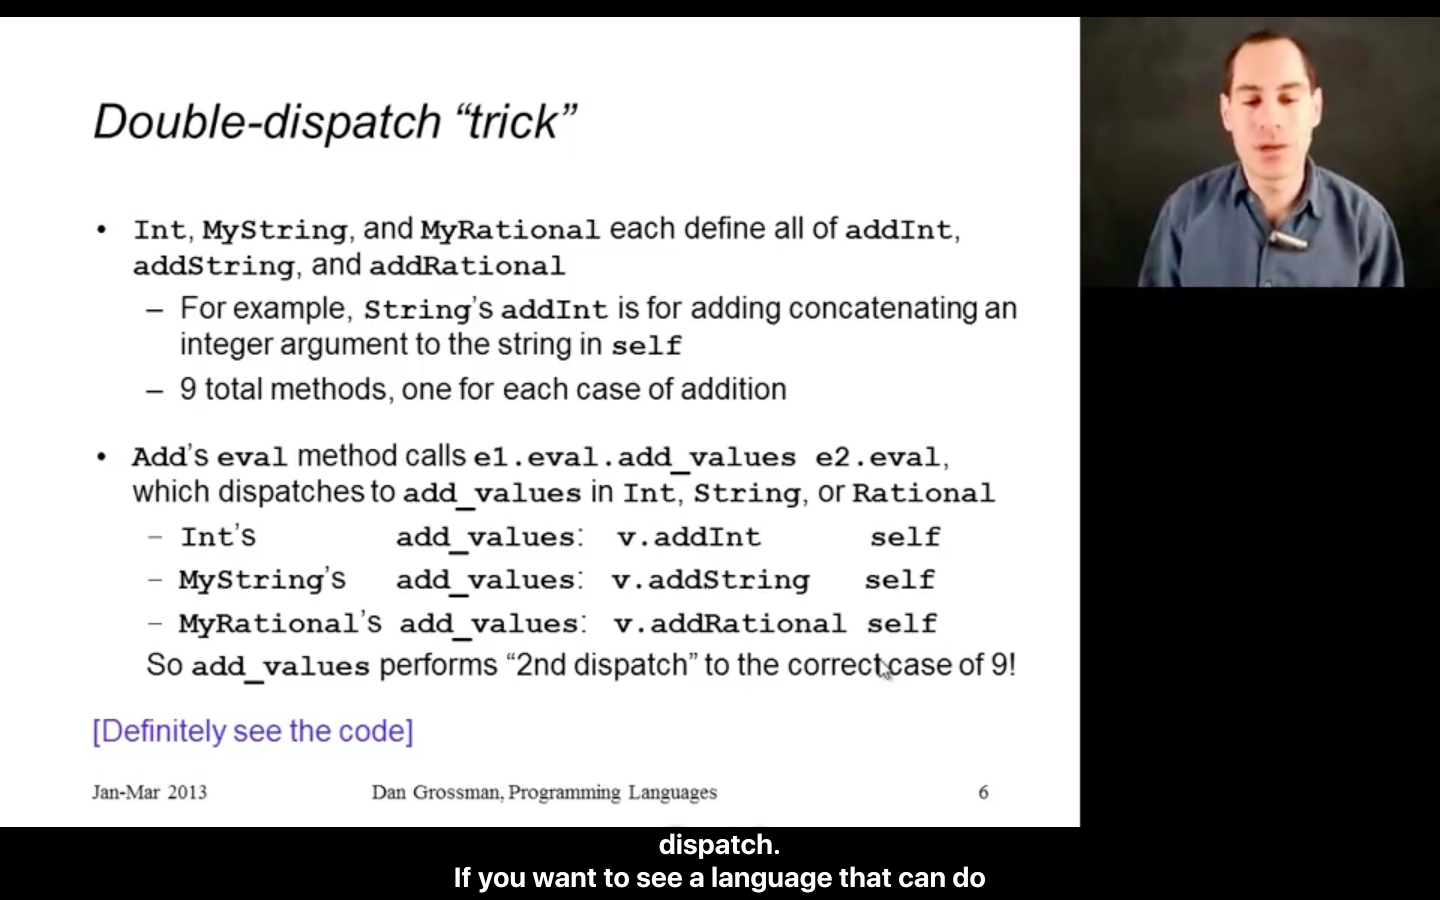 Double-dispatch “trick”
• Int, MyString, and MyRational each define all of addInt,
addString, and addRational
– For example, String's addInt is for adding concatenating an
integer argument to the string in self
– 9 total methods, one for each case of addition
• Add's eval method calls e1.eval.add_values e2.eval,
which dispatches to add_values in Int, String, or Rational
– Int's add_values: v.addInt self
– MyString's add_values: v.addString self
– MyRational's add_values: v.addRational self
So add_values performs “2nd dispatch” to the correct case of 9!
[Definitely see the code]
Jan-Mar 2013 Dan Grossman, Programming Languages 6
dispatch.
If you want to see a language that can do